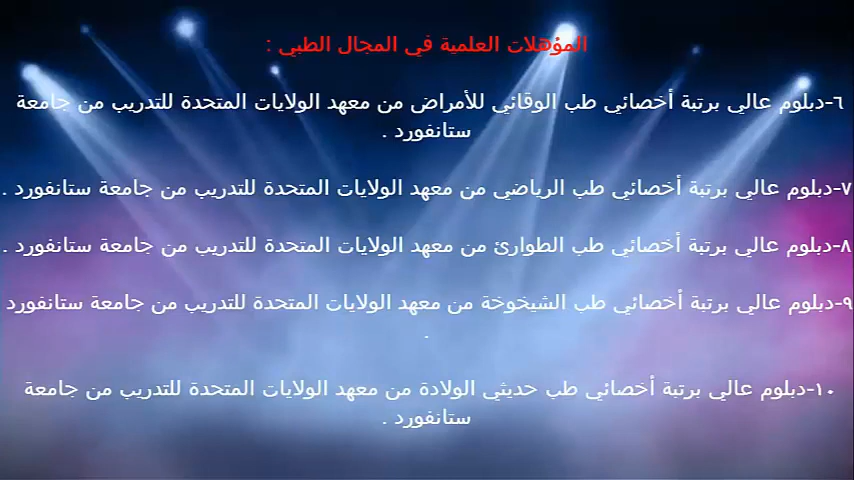 المؤهلات العلمية في المجال الطبي :
٦-دبلوم عالي برتبة أخصائي طب الوقائي للأمراض من معهد الولايات المتحدة للتدريب من جامعة
ستانفورد .
٧-دبلوم عالي برتبة أخصائي طب الرياضي من معهد الولايات المتحدة للتدريب من جامعة ستانفورد .
٨-دبلوم عالي برتبة أخصائي طب الطوارئ من معهد الولايات المتحدة للتدريب من جامعة ستانفورد .
٩-دبلوم عالي برتبة أخصائي طب الشيخوخة من معهد الولايات المتحدة للتدريب من جامعة ستانفورد
.
١٠-دبلوم عالي برتبة أخصائي طب حديثي الولادة من معهد الولايات المتحدة للتدريب من جامعة
ستانفورد .